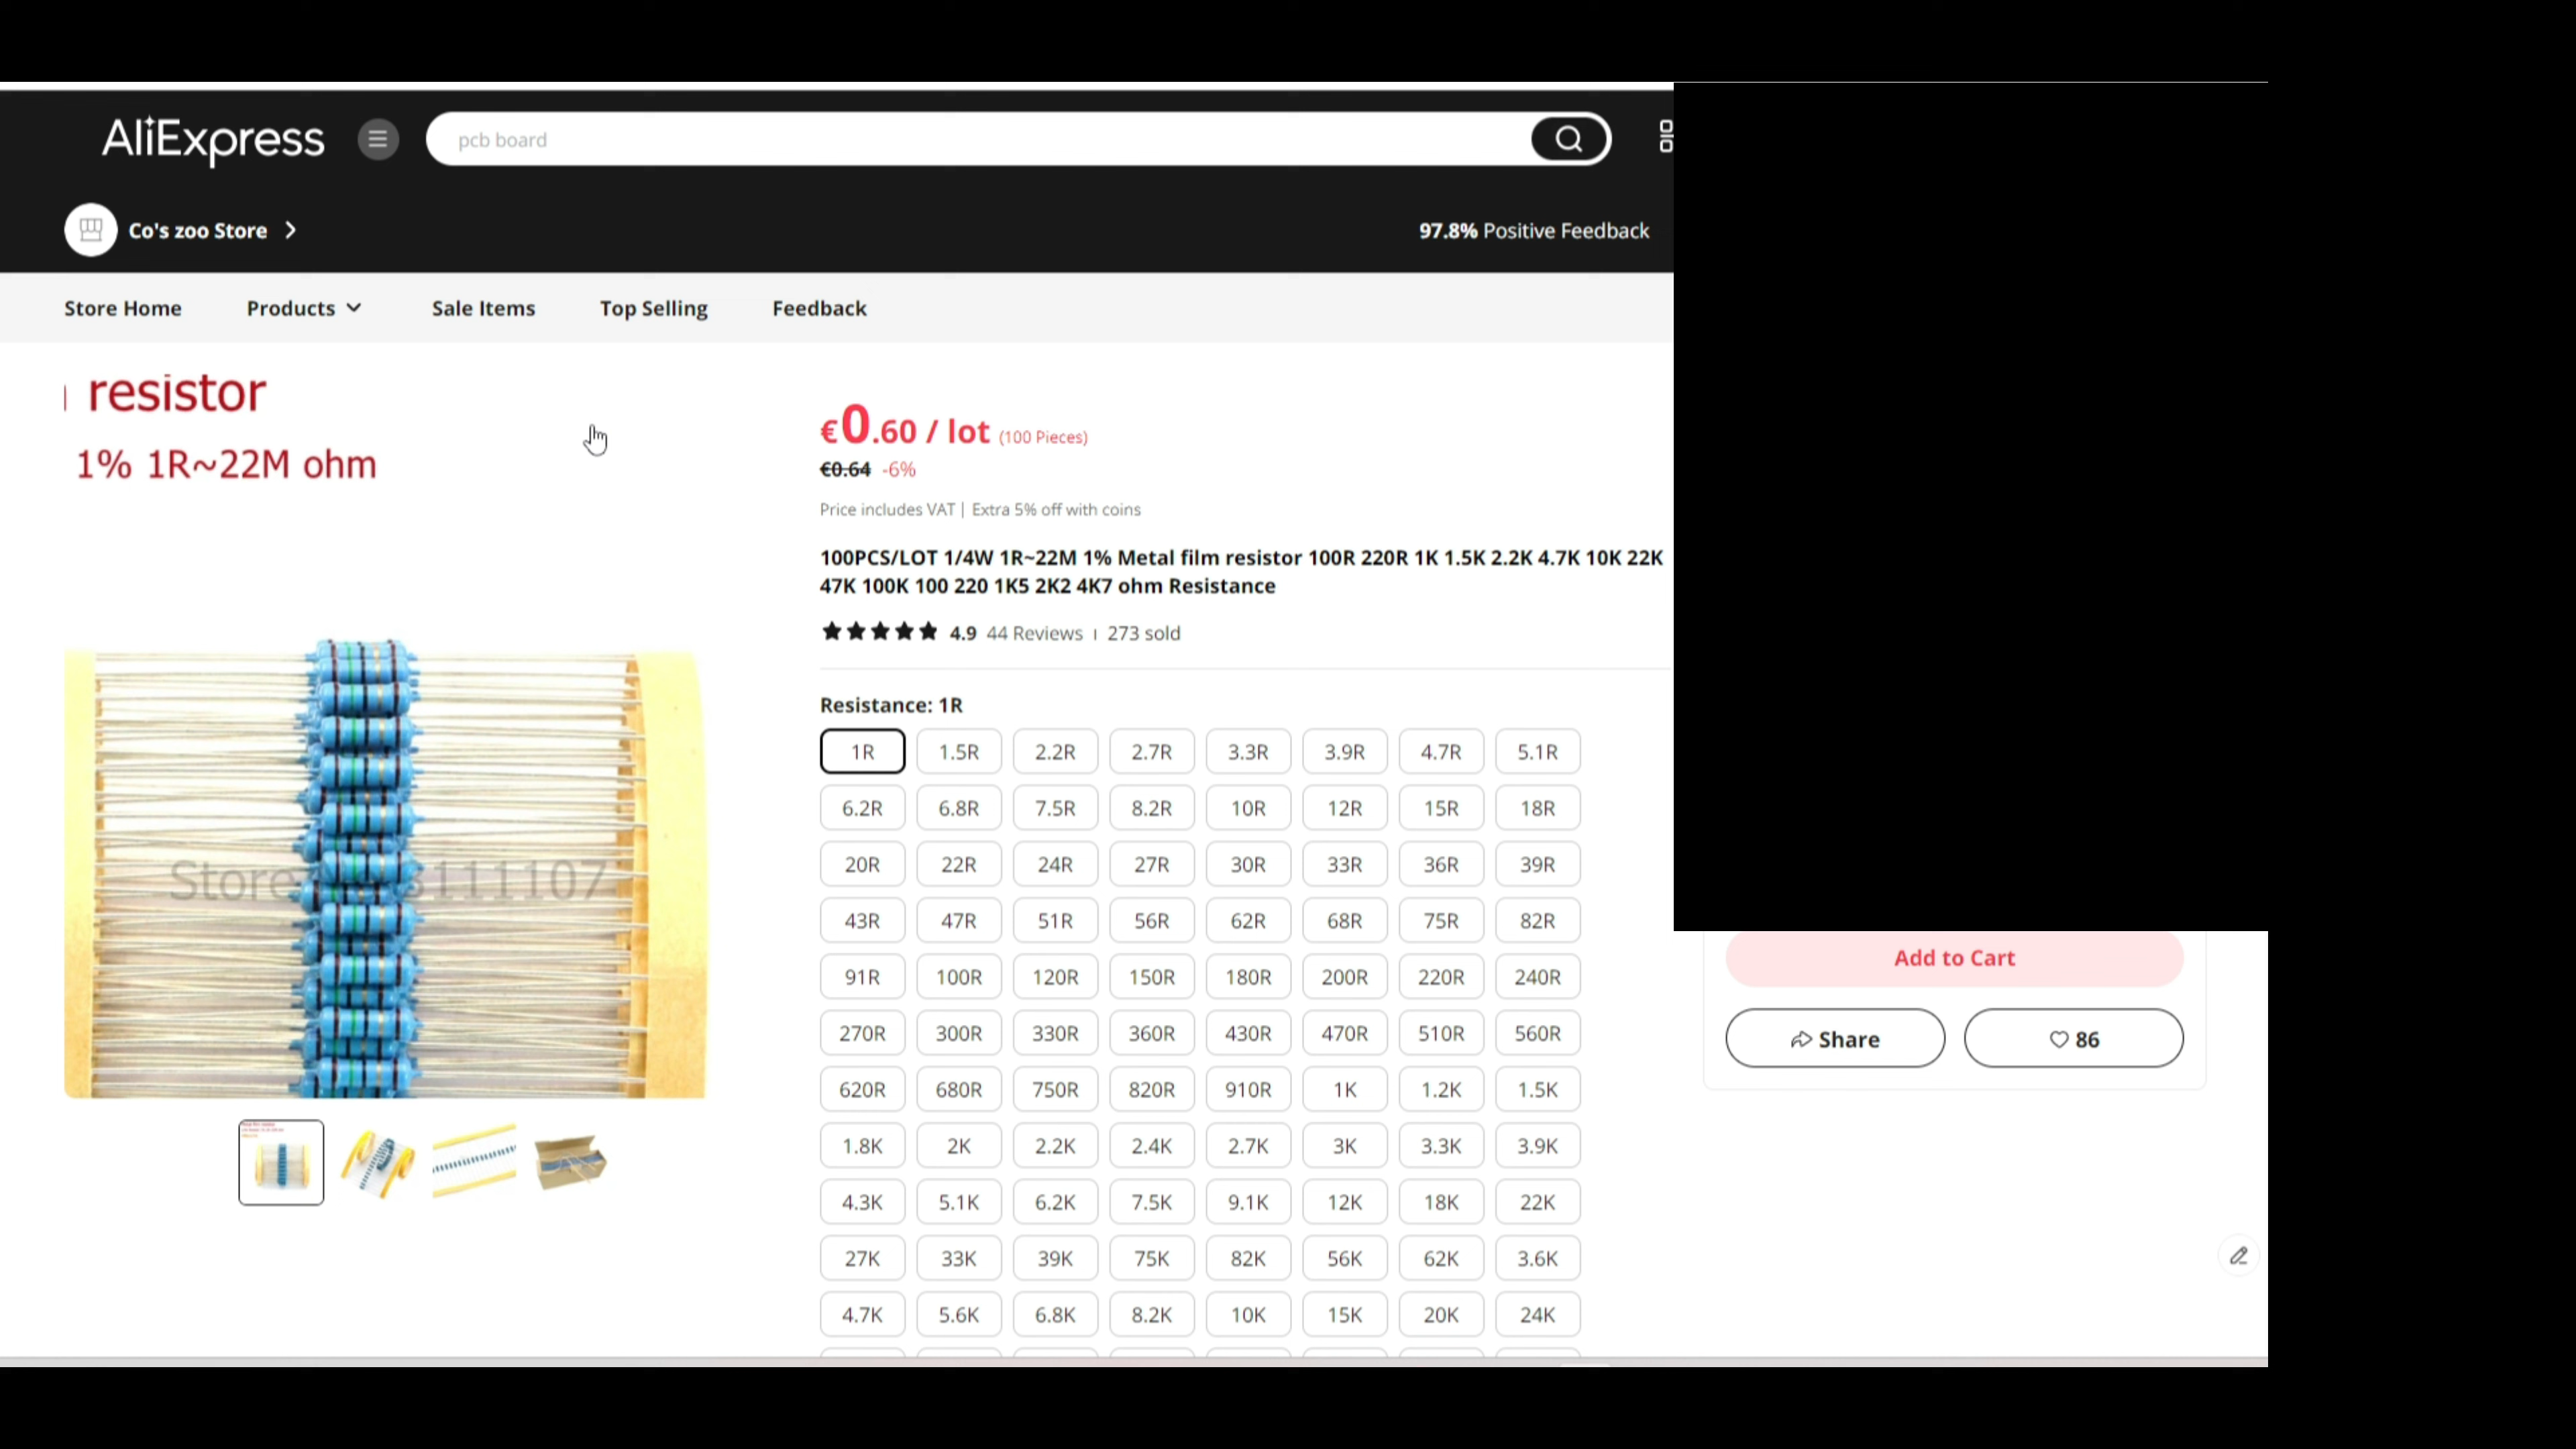 AliExpress
pcb board
Co's zoo Store
97.8% Positive Feedback
Store Home Products Sale Items Top Selling Feedback
resistor
1% 1R~22M ohm
€0.60 / lot (100 Pieces)
€0.64 -6%
Price includes VAT | Extra 5% off with coins
100PCS/LOT 1/4W 1R~22M 1% Metal film resistor 100R 220R 1K 1.5K 2.2K 4.7K 10K 22K
47K 100K 100 220 1K5 2K2 4K7 ohm Resistance
4.9 44 Reviews 273 sold
Resistance: 1R
1R 1.5R 2.2R 2.7R 3.3R 3.9R 4.7R 5.1R
6.2R 6.8R 7.5R 8.2R 10R 12R 15R 18R
20R 22R 24R 27R 30R 33R 36R 39R
43R 47R 51R 56R 62R 68R 75R 82R
91R 100R 120R 150R 180R 200R 220R 240R
270R 300R 330R 360R 430R 470R 510R 560R
620R 680R 750R 820R 910R 1K 1.2K 1.5K
1.8K 2K 2.2K 2.4K 2.7K 3K 3.3K 3.9K
4.3K 5.1K 6.2K 7.5K 9.1K 12K 18K 22K
27K 33K 39K 75K 82K 56K 62K 3.6K
4.7K 5.6K 6.8K 8.2K 10K 15K 20K 24K
Store
Add to Cart
Share
86